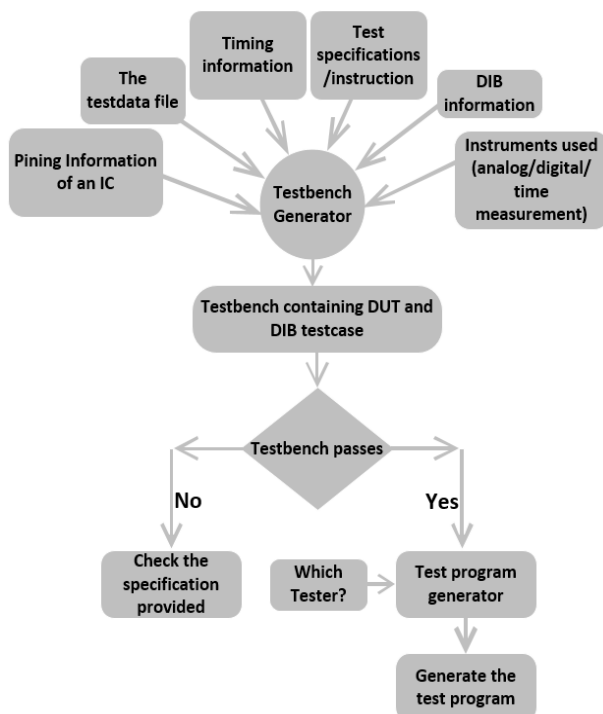 Timing
information
Test
specifications
/instruction
The
testdata file
DIB
information
Pining Information
of an IC
Instruments used
(analog/digital/
time
measurement)
Testbench
Generator
Testbench containing DUT and
DIB testcase
Testbench passes
No
Yes
Check the
specification
provided
Which
Tester?
Test program
generator
Generate the
test program